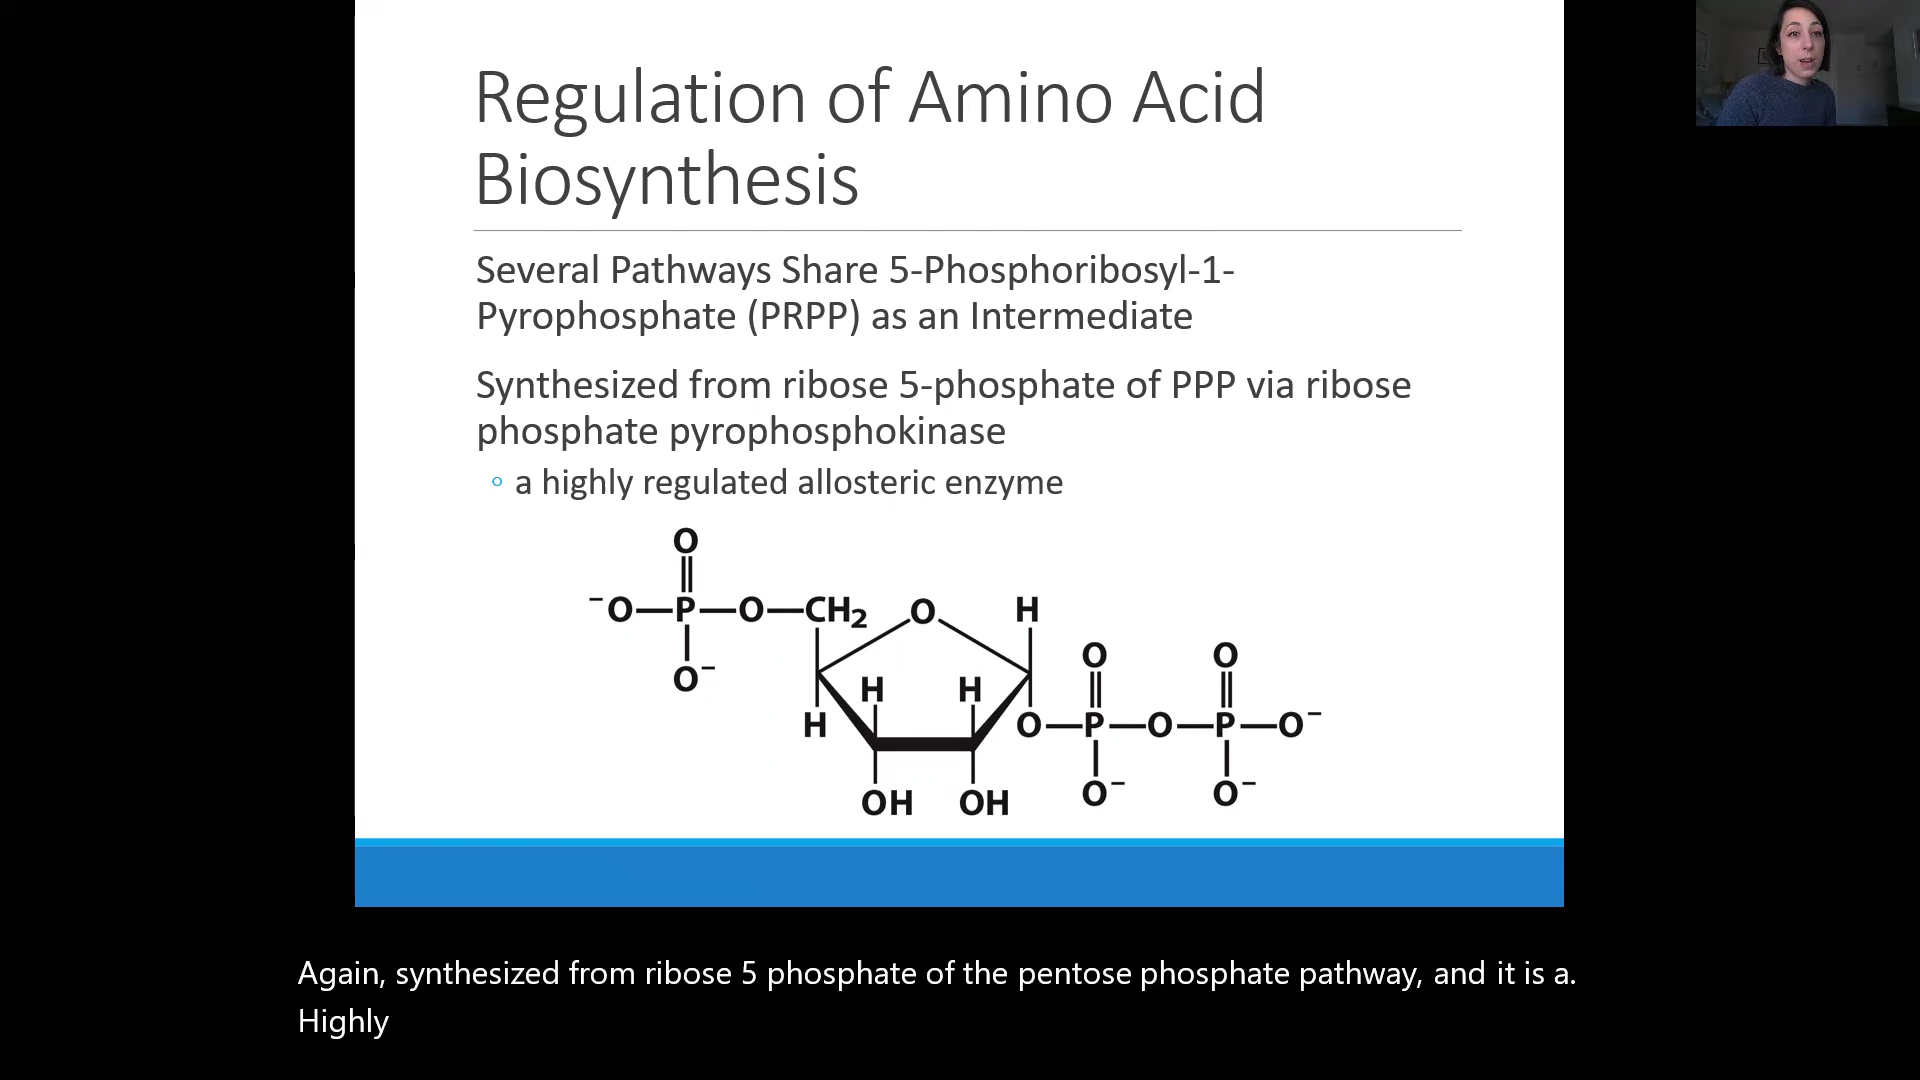 Regulation of Amino Acid
Biosynthesis
Several Pathways Share 5-Phosphoribosyl-1-
Pyrophosphate (PRPP) as an Intermediate
Synthesized from ribose 5-phosphate of PPP via ribose
phosphate pyrophosphokinase
◦ a highly regulated allosteric enzyme
O
⁻O—P—O—CH₂ O H
O O
O⁻
H H
H O—P—O—P—O⁻
O⁻ O⁻
OH OH
Again, synthesized from ribose 5 phosphate of the pentose phosphate pathway, and it is a.
Highly